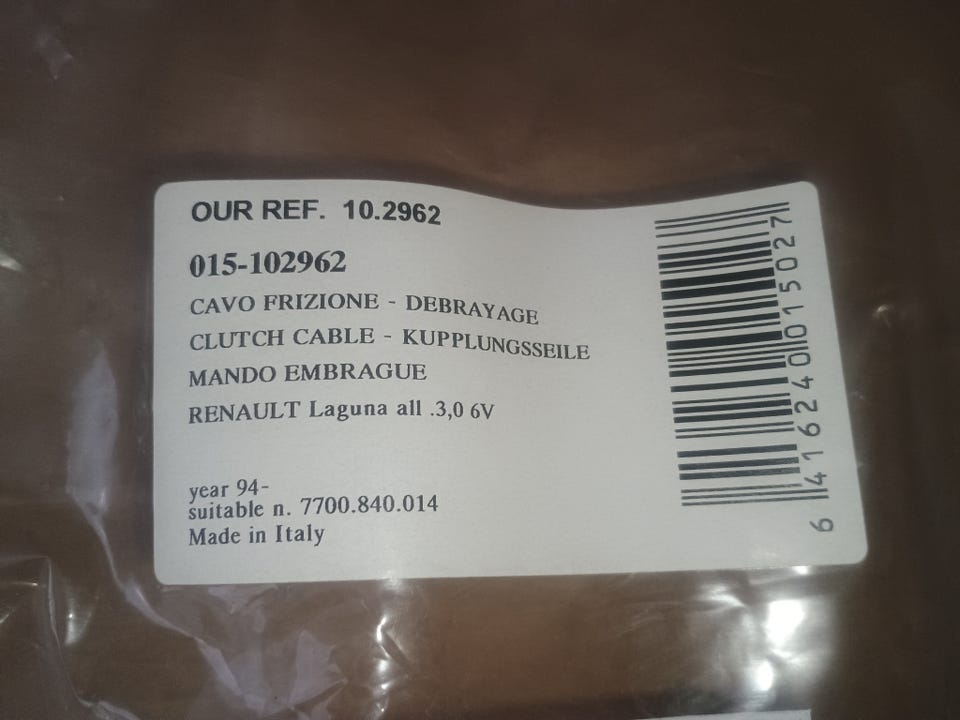 OUR REF. 10.2962
015-102962
CAVO FRIZIONE - DEBRAYAGE
CLUTCH CABLE - KUPPLUNGSSEILE
MANDO EMBRAGUE
RENAULT Laguna all .3,0 6V
year 94-
suitable n. 7700.840.014
Made in Italy
6 416240 015027